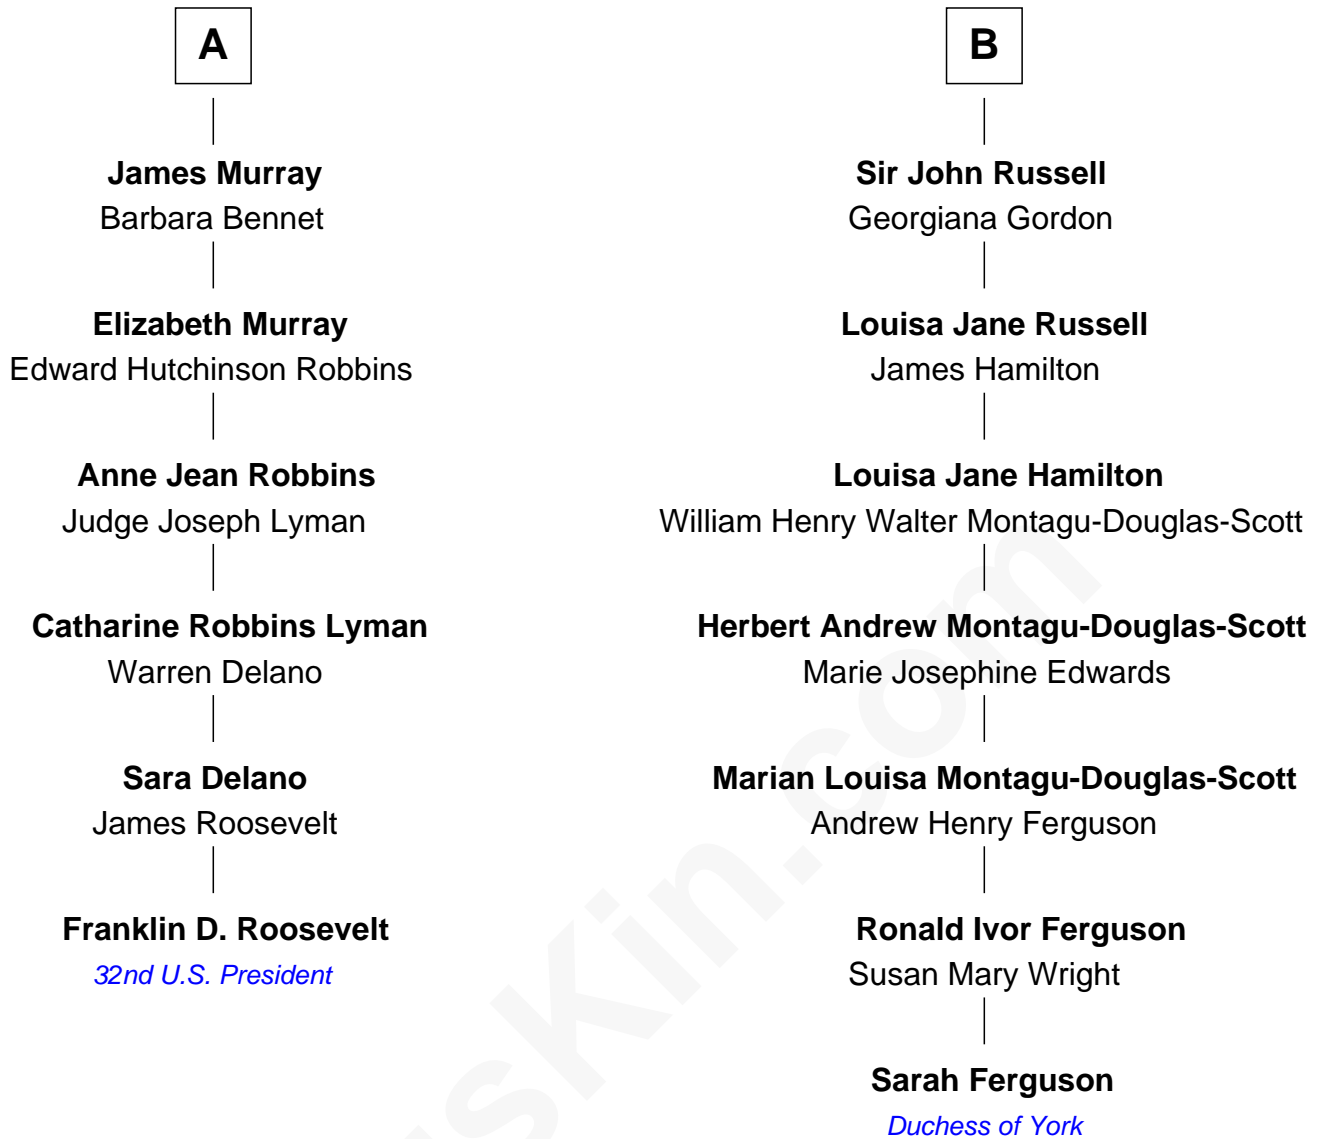 A
James Murray
Barbara Bennet
Elizabeth Murray
Edward Hutchinson Robbins
Anne Jean Robbins
Judge Joseph Lyman
Catharine Robbins Lyman
Warren Delano
Sara Delano
James Roosevelt
Franklin D. Roosevelt
32nd U.S. President
B
Sir John Russell
Georgiana Gordon
Louisa Jane Russell
James Hamilton
Louisa Jane Hamilton
William Henry Walter Montagu-Douglas-Scott
Herbert Andrew Montagu-Douglas-Scott
Marie Josephine Edwards
Marian Louisa Montagu-Douglas-Scott
Andrew Henry Ferguson
Ronald Ivor Ferguson
Susan Mary Wright
Sarah Ferguson
Duchess of York